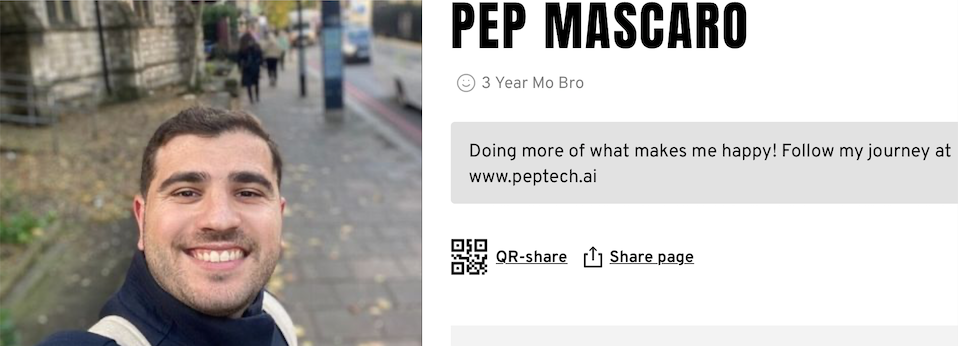 PEP MASCARO
3 Year Mo Bro
Doing more of what makes me happy! Follow my journey at
www.peptech.ai
QR-share Share page